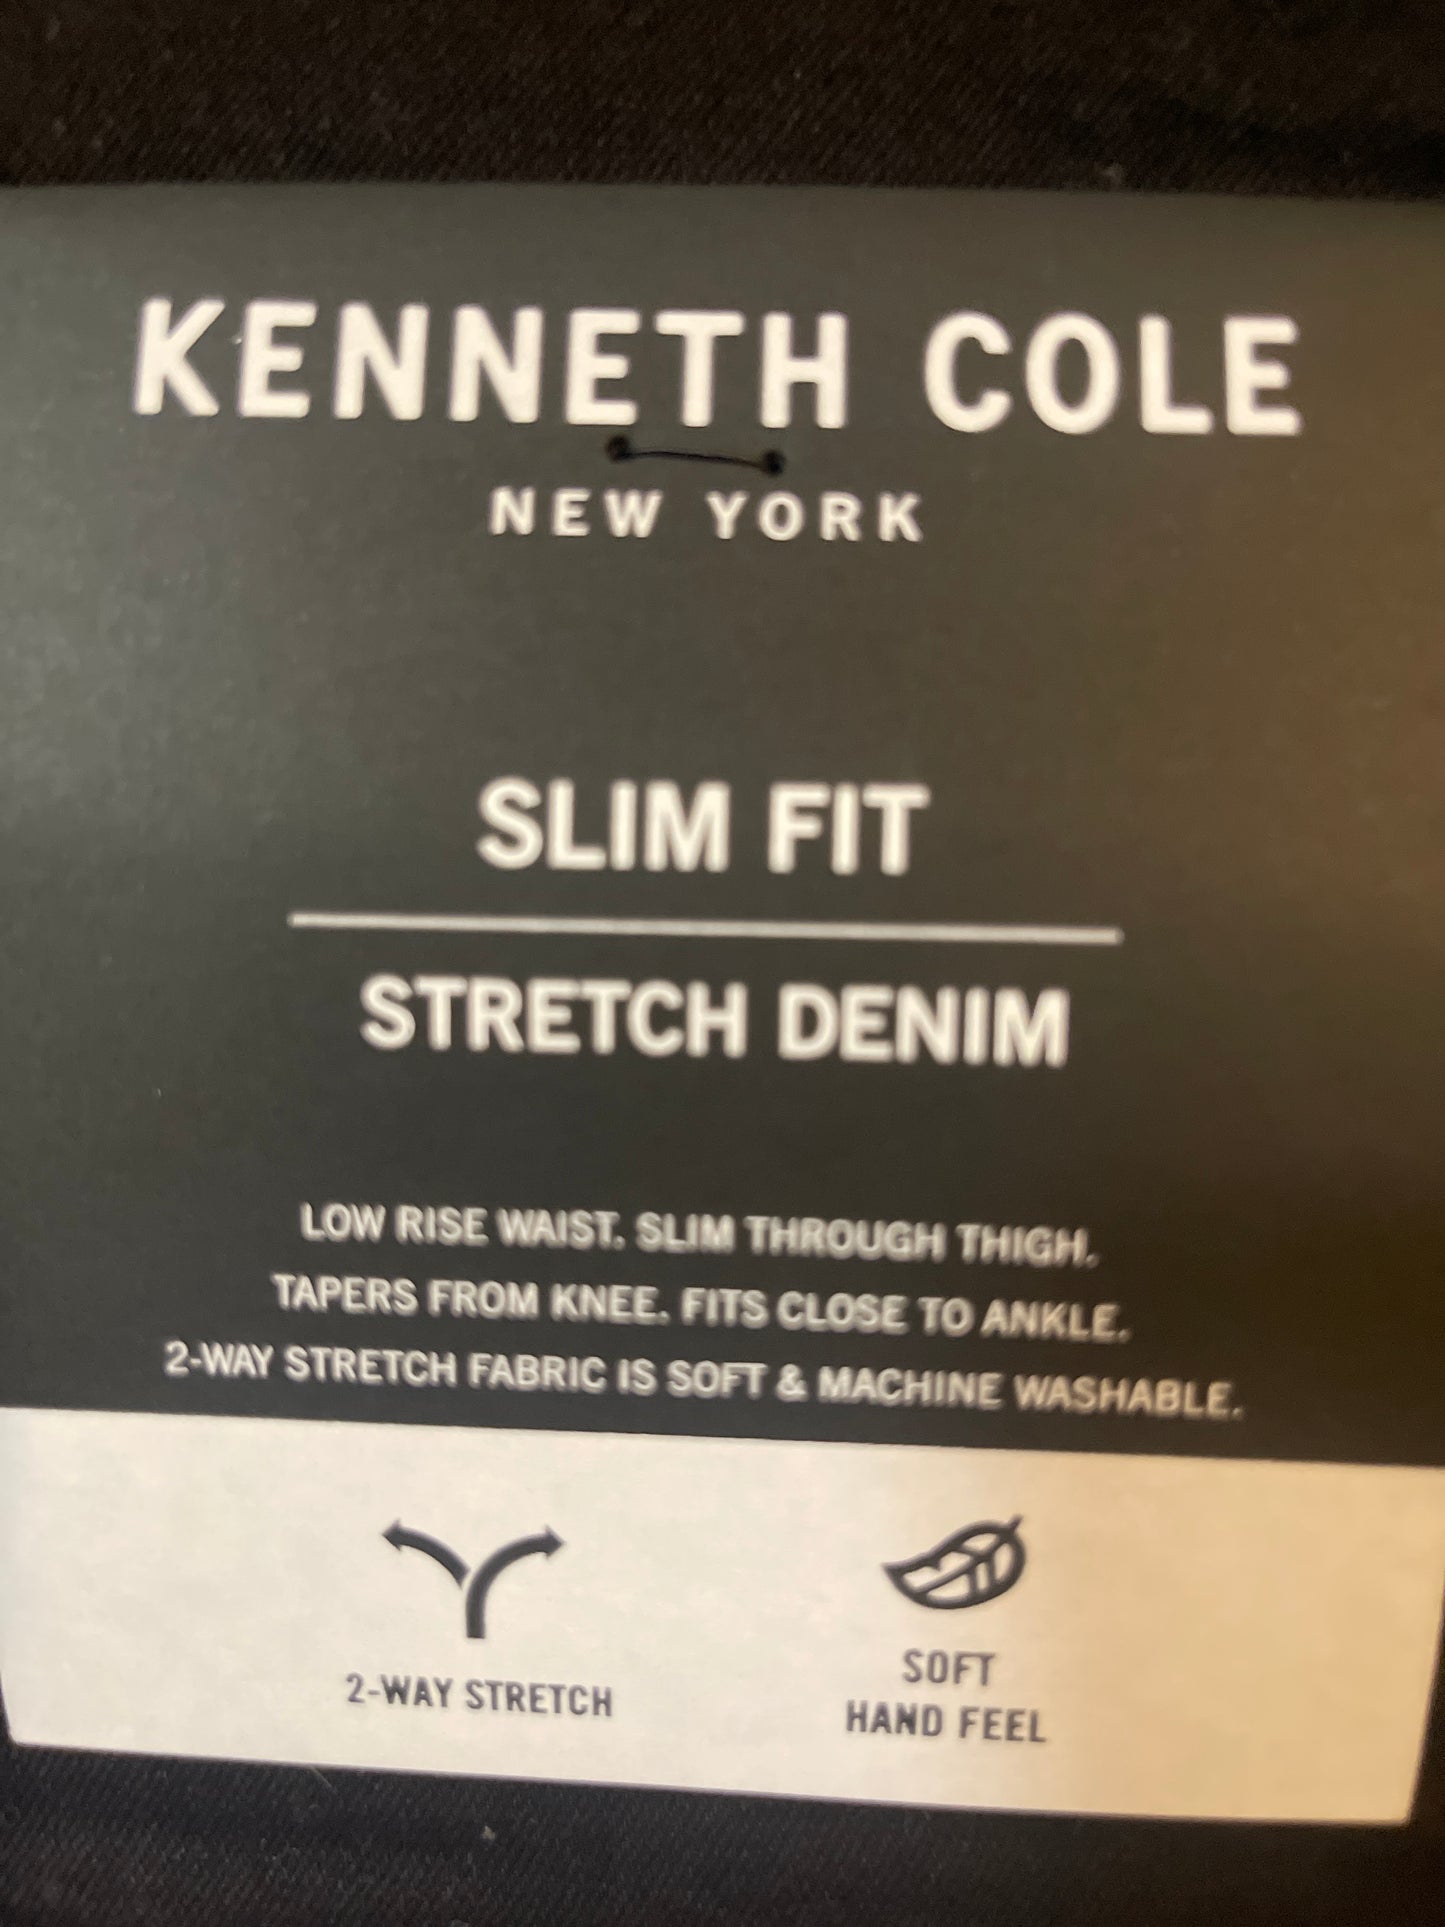 KENNETH COLE
NEW YORK
SLIM FIT
STRETCH DENIM
LOW RISE WAIST. SLIM THROUGH THIGH.
TAPERS FROM KNEE. FITS CLOSE TO ANKLE.
2-WAY STRETCH FABRIC IS SOFT & MACHINE WASHABLE.
2-WAY STRETCH
SOFT
HAND FEEL